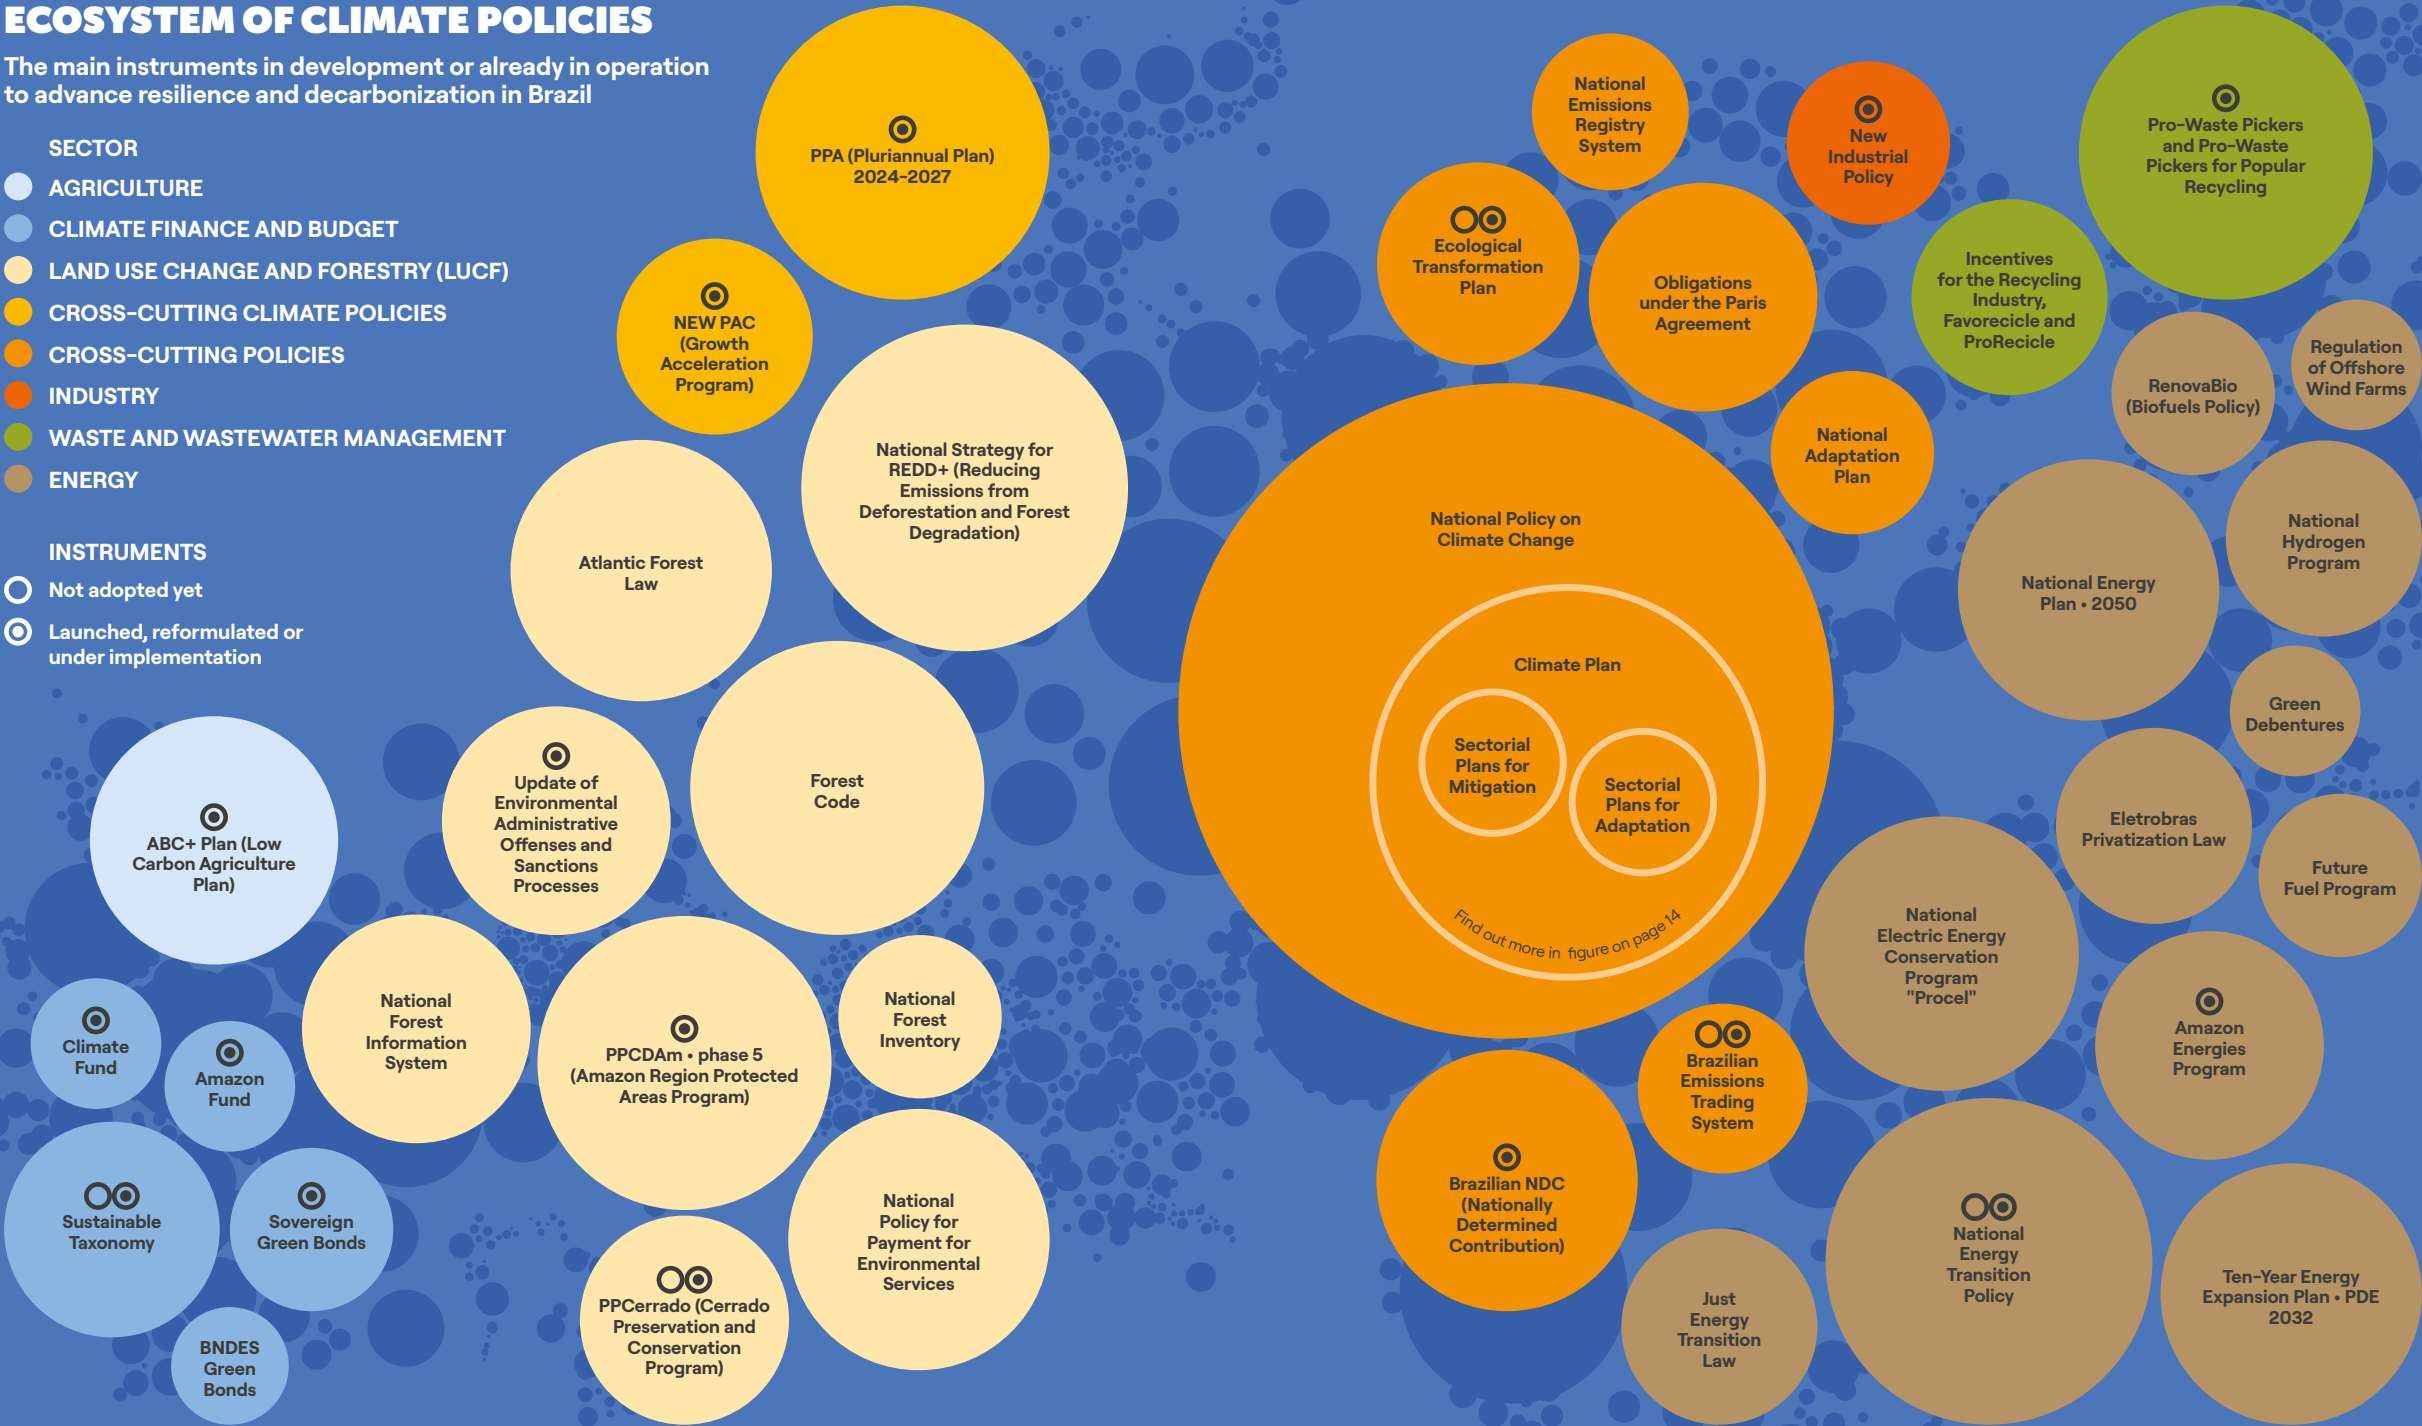 ECOSYSTEM OF CLIMATE POLICIES
The main instruments in development or already in operation
to advance resilience and decarbonization in Brazil
SECTOR
AGRICULTURE
CLIMATE FINANCE AND BUDGET
LAND USE CHANGE AND FORESTRY (LUCF)
CROSS-CUTTING CLIMATE POLICIES
CROSS-CUTTING POLICIES
INDUSTRY
WASTE AND WASTEWATER MANAGEMENT
ENERGY
INSTRUMENTS
Not adopted yet
Launched, reformulated or
under implementation
PPA (Pluriannual Plan)
2024-2027
NEW PAC
(Growth
Acceleration
Program)
National Strategy for
REDD+ (Reducing
Emissions from
Deforestation and Forest
Degradation)
Atlantic Forest
Law
Forest
Code
Update of
Environmental
Administrative
Offenses and
Sanctions
Processes
ABC+ Plan (Low
Carbon Agriculture
Plan)
National
Forest
Information
System
PPCDAm • phase 5
(Amazon Region Protected
Areas Program)
National
Forest
Inventory
Climate
Fund
Amazon
Fund
Sustainable
Taxonomy
Sovereign
Green Bonds
BNDES
Green
Bonds
PPCerrado (Cerrado
Preservation and
Conservation
Program)
National
Policy for
Payment for
Environmental
Services
National
Emissions
Registry
System
New
Industrial
Policy
Pro-Waste Pickers
and Pro-Waste
Pickers for Popular
Recycling
Ecological
Transformation
Plan
Obligations
under the Paris
Agreement
Incentives
for the Recycling
Industry,
Favorecicle and
ProRecicle
RenovaBio
(Biofuels Policy)
Regulation
of Offshore
Wind Farms
National
Adaptation
Plan
National Policy on
Climate Change
Climate Plan
Sectorial
Plans for
Mitigation
Sectorial
Plans for
Adaptation
Find out more in figure on page 14
National Energy
Plan • 2050
National
Hydrogen
Program
Green
Debentures
Eletrobras
Privatization Law
Future
Fuel Program
National
Electric Energy
Conservation
Program
"Procel"
Amazon
Energies
Program
Brazilian
Emissions
Trading
System
Brazilian NDC
(Nationally
Determined
Contribution)
Just
Energy
Transition
Law
National
Energy
Transition
Policy
Ten-Year Energy
Expansion Plan • PDE
2032